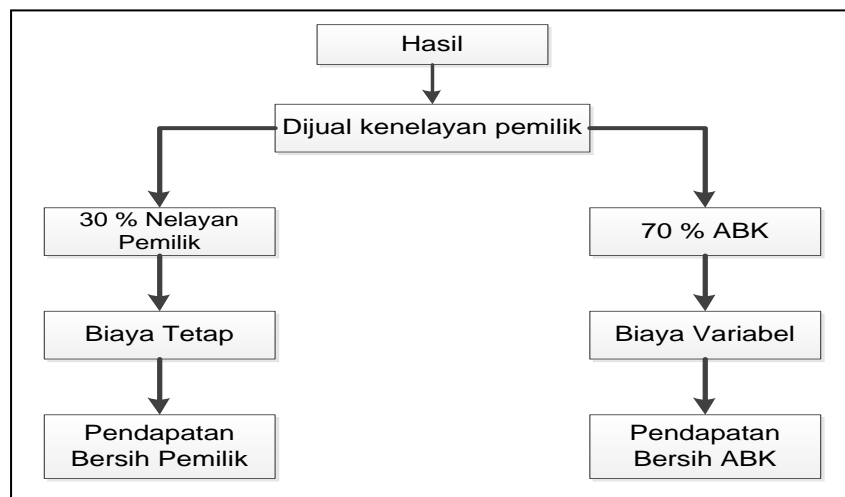 Hasil
Dijual kenelayan pemilik
30 % Nelayan
Pemilik
70 % ABK
Biaya Tetap
Biaya Variabel
Pendapatan
Bersih Pemilik
Pendapatan
Bersih ABK